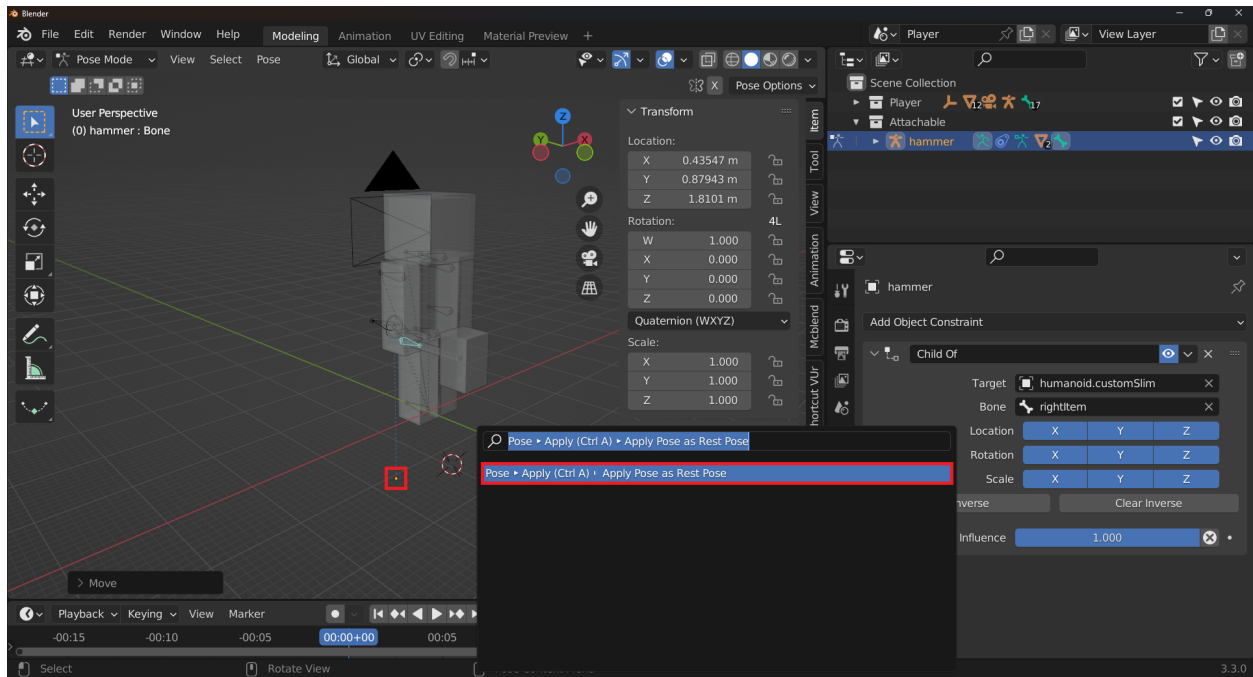 Blender
File Edit Render Window Help Modeling Animation UV Editing Material Preview + Player View Layer
Pose Mode View Select Pose Global
X Pose Options
User Perspective
(0) hammer : Bone
Z
Y
X
Transform
Location:
X 0.43547 m
Y 0.87943 m
Z 1.8101 m
Rotation: 4L
W 1.000
X 0.000
Y 0.000
Z 0.000
Quaternion (WXYZ)
Scale:
X 1.000
Y 1.000
Z 1.000
Item
Tool
View
Animation
Mcblend
hortcut VUr
Scene Collection
Player 12 17
Attachable
hammer 2
hammer
Add Object Constraint
Child Of
Target humanoid.customSlim
Bone rightItem
Location X Y Z
Rotation X Y Z
Scale X Y Z
nverse Clear Inverse
Influence 1.000
Pose ▸ Apply (Ctrl A) ▸ Apply Pose as Rest Pose
Pose ▸ Apply (Ctrl A) ▸ Apply Pose as Rest Pose
> Move
Playback Keying View Marker
-00:15 -00:10 -00:05 00:00+00 00:05
Select Rotate View 3.3.0